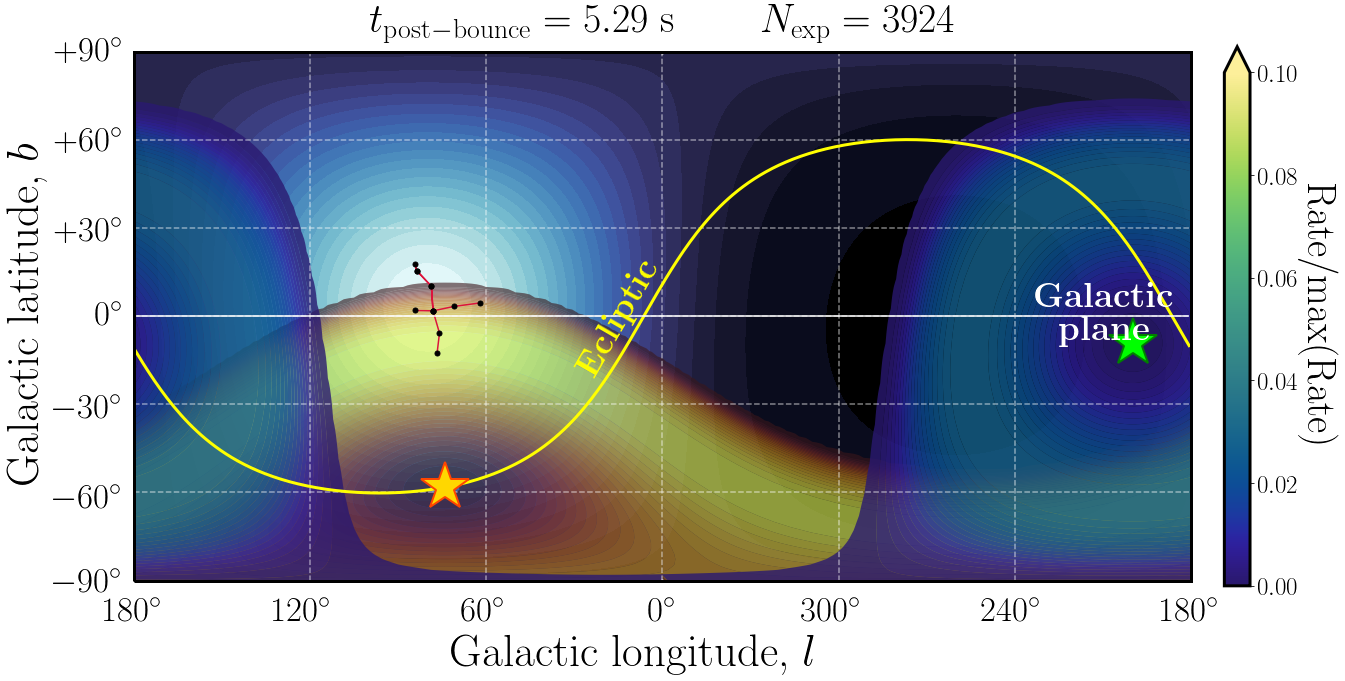 t_post−bounce = 5.29 s N_exp = 3924
+90°
+60°
+30°
0°
−30°
−60°
−90°
Galactic latitude, b
Ecliptic
Galactic
plane
180° 120° 60° 0° 300° 240° 180°
Galactic longitude, l
0.10
0.08
0.06
0.04
0.02
0.00
Rate/max(Rate)